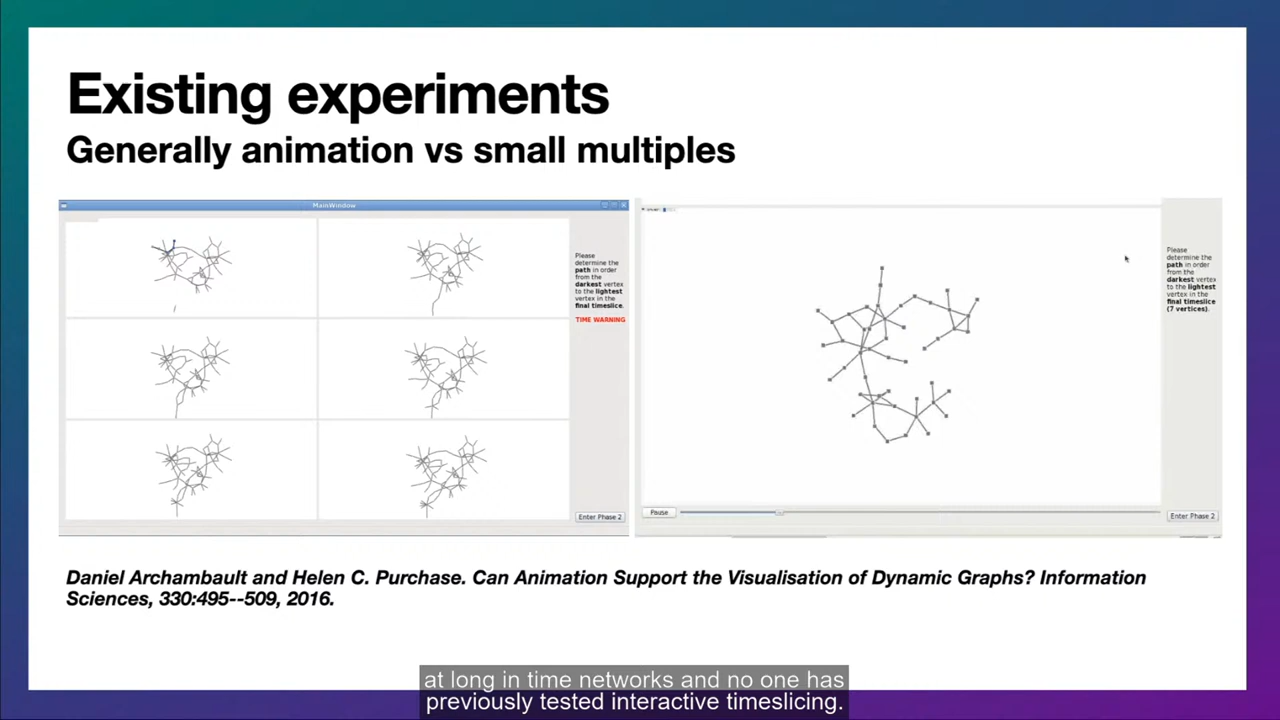 Existing experiments
Generally animation vs small multiples
MainWindow
Please
determine the
path in order
from the
darkest vertex
to the lightest
vertex in the
final timeslice.
TIME WARNING
Enter Phase 2
Please
determine the
path in order
from the
darkest vertex
to the lightest
vertex in the
final timeslice
(7 vertices).
Pause
Enter Phase 2
Daniel Archambault and Helen C. Purchase. Can Animation Support the Visualisation of Dynamic Graphs? Information
Sciences, 330:495--509, 2016.
at long in time networks and no one has
previously tested interactive timeslicing.